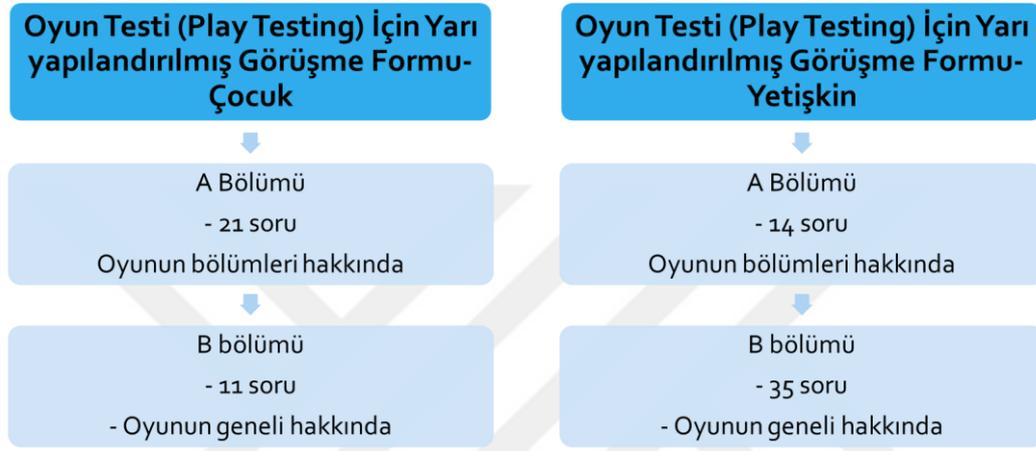 Oyun Testi (Play Testing) İçin Yarı
yapılandırılmış Görüşme Formu-
Çocuk
A Bölümü
- 21 soru
Oyunun bölümleri hakkında
B bölümü
- 11 soru
- Oyunun geneli hakkında
Oyun Testi (Play Testing) İçin Yarı
yapılandırılmış Görüşme Formu-
Yetişkin
A Bölümü
- 14 soru
Oyunun bölümleri hakkında
B bölümü
- 35 soru
- Oyunun geneli hakkında